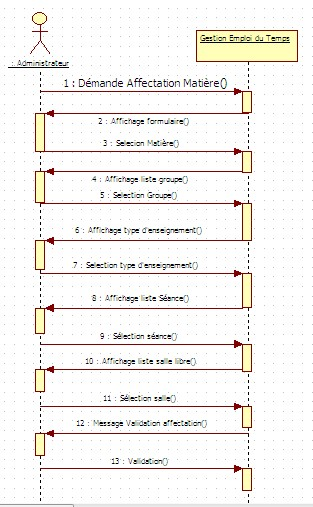 Gestion Emploi du Temps
: Administrateur
1 : Démande Affectation Matière()
2 : Affichage formulaire()
3 : Selecion Matière()
4 : Affichage liste groupe()
5 : Selection Groupe()
6 : Affichage type d'enseignement()
7 : Selection type d'enseignement()
8 : Affichage liste Séance()
9 : Sélection séance()
10 : Affichage liste salle libre()
11 : Sélection salle()
12 : Message Validation affectation()
13 : Validation()